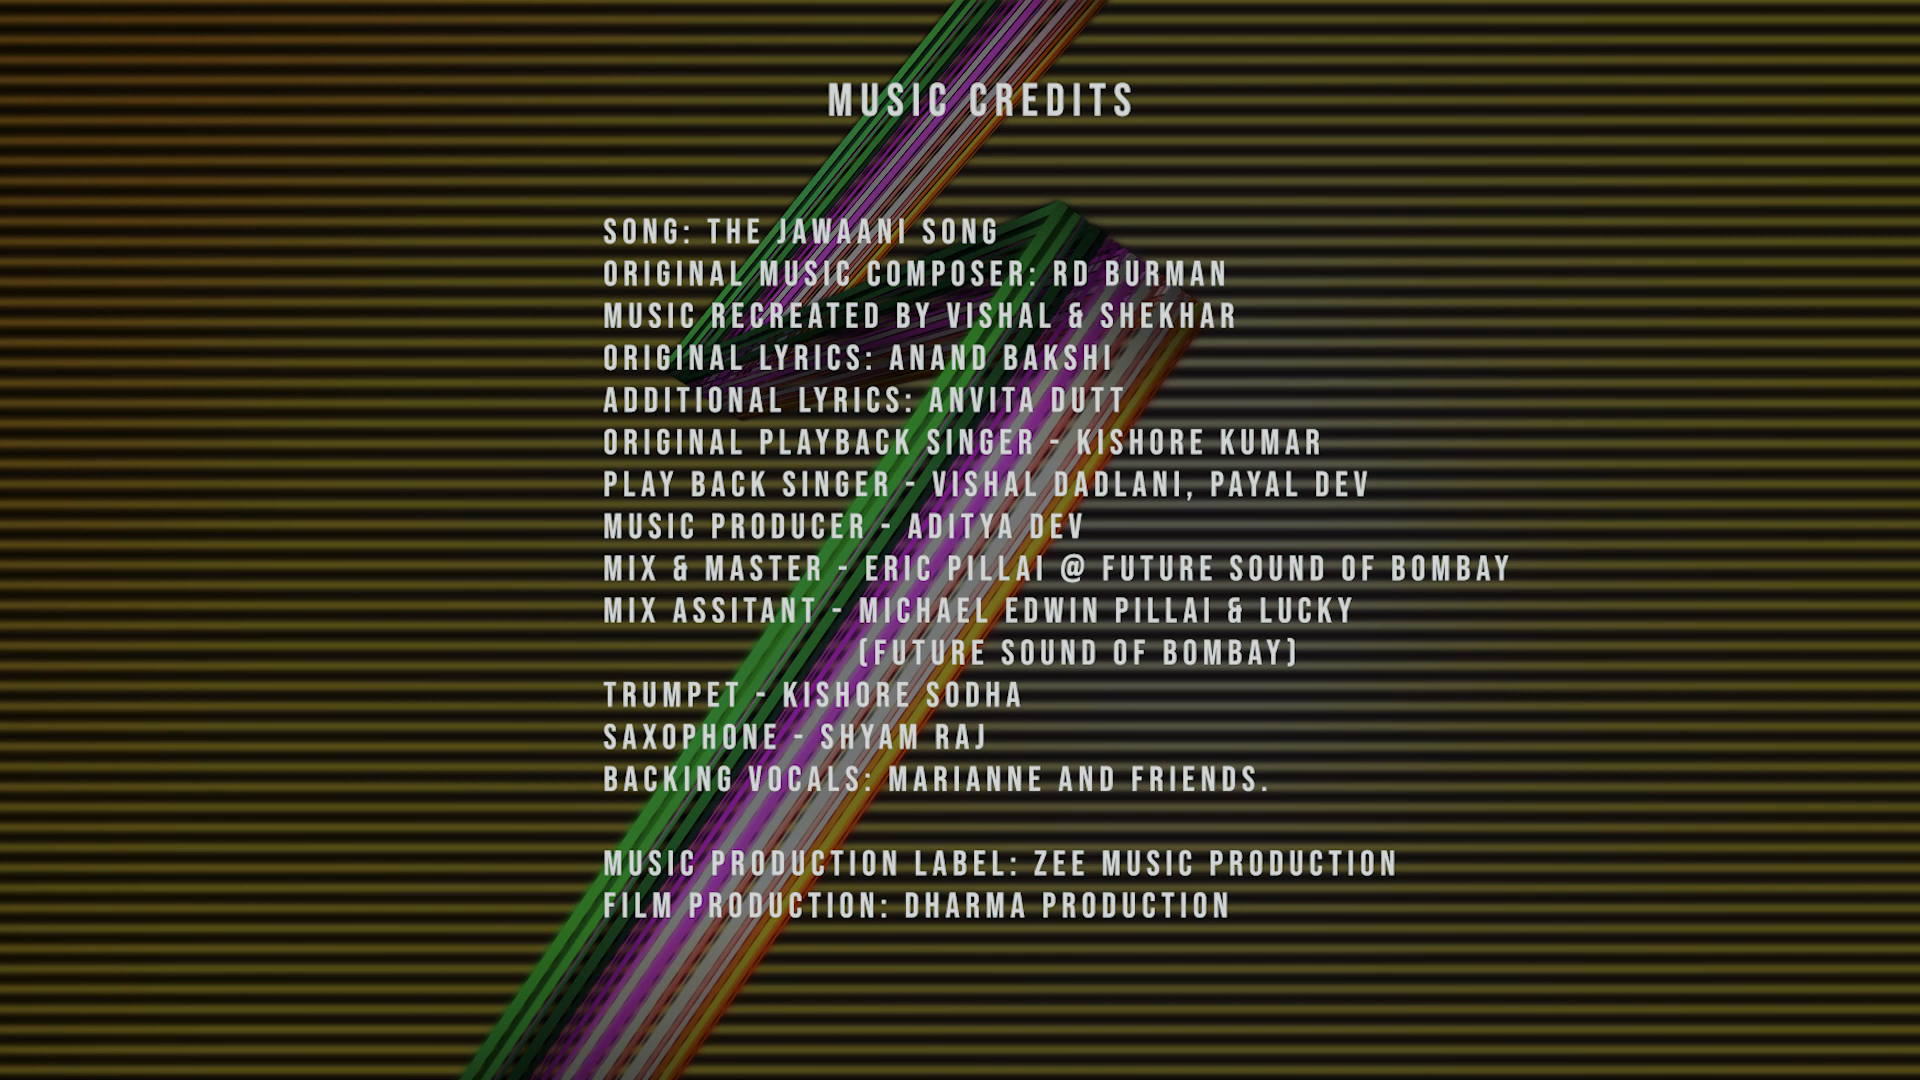 MUSIC CREDITS
SONG: THE JAWAANI SONG
ORIGINAL MUSIC COMPOSER: RD BURMAN
MUSIC RECREATED BY VISHAL & SHEKHAR
ORIGINAL LYRICS: ANAND BAKSHI
ADDITIONAL LYRICS: ANVITA DUTT
ORIGINAL PLAYBACK SINGER - KISHORE KUMAR
PLAY BACK SINGER - VISHAL DADLANI, PAYAL DEV
MUSIC PRODUCER - ADITYA DEV
MIX & MASTER - ERIC PILLAI @ FUTURE SOUND OF BOMBAY
MIX ASSITANT - MICHAEL EDWIN PILLAI & LUCKY
(FUTURE SOUND OF BOMBAY)
TRUMPET - KISHORE SODHA
SAXOPHONE - SHYAM RAJ
BACKING VOCALS: MARIANNE AND FRIENDS.
MUSIC PRODUCTION LABEL: ZEE MUSIC PRODUCTION
FILM PRODUCTION: DHARMA PRODUCTION